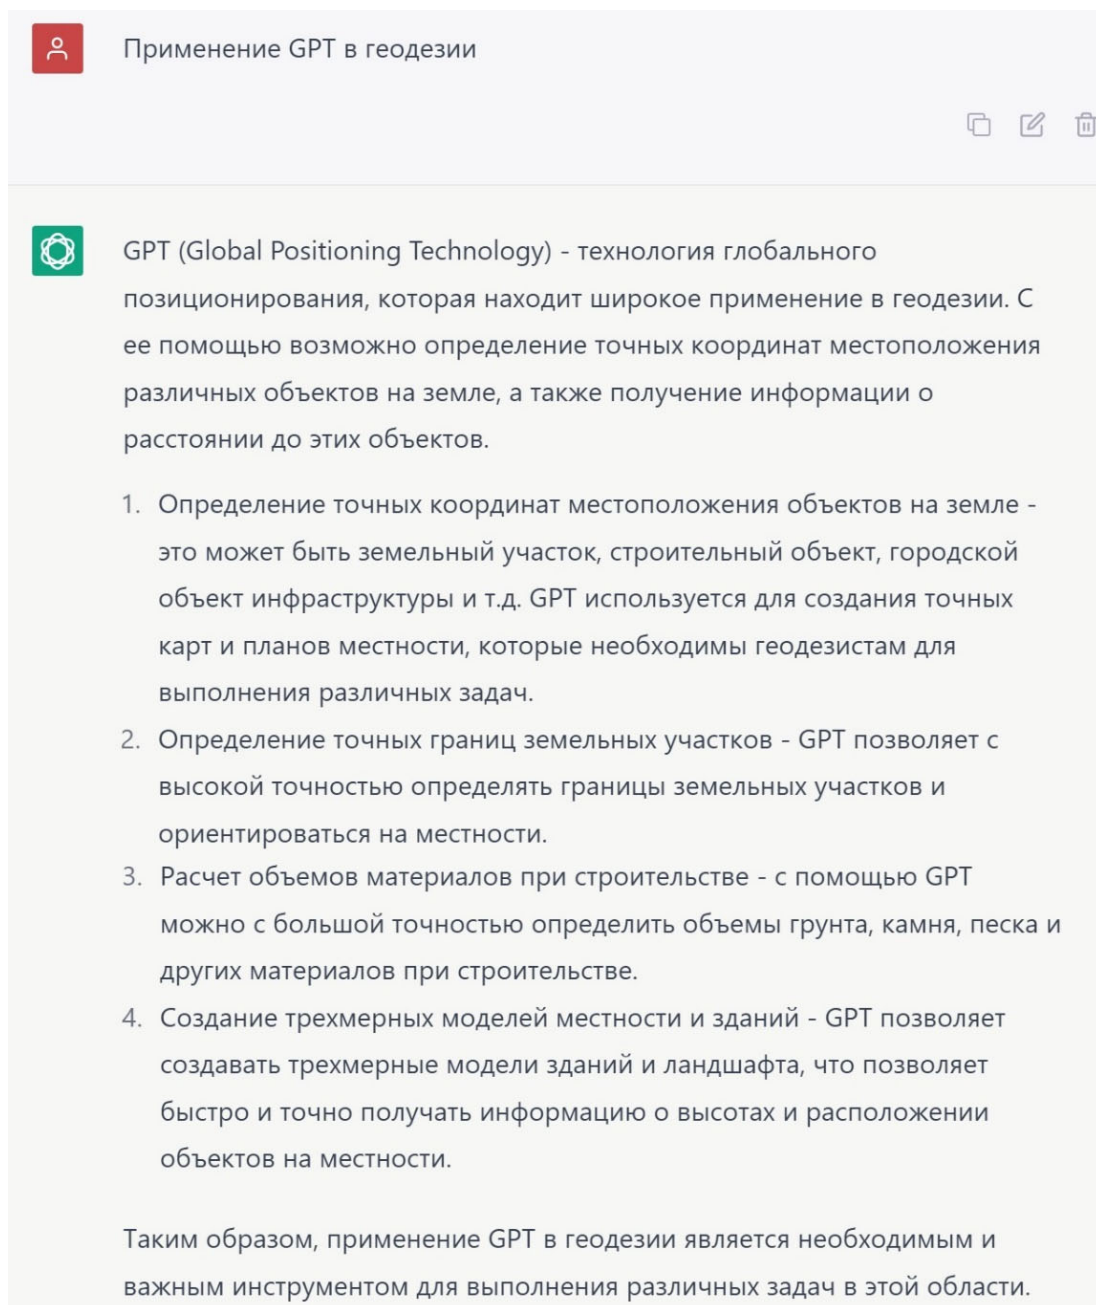 Применение GPT в геодезии
GPT (Global Positioning Technology) - технология глобального
позиционирования, которая находит широкое применение в геодезии. С
ее помощью возможно определение точных координат местоположения
различных объектов на земле, а также получение информации о
расстоянии до этих объектов.
1. Определение точных координат местоположения объектов на земле -
это может быть земельный участок, строительный объект, городской
объект инфраструктуры и т.д. GPT используется для создания точных
карт и планов местности, которые необходимы геодезистам для
выполнения различных задач.
2. Определение точных границ земельных участков - GPT позволяет с
высокой точностью определять границы земельных участков и
ориентироваться на местности.
3. Расчет объемов материалов при строительстве - с помощью GPT
можно с большой точностью определить объемы грунта, камня, песка и
других материалов при строительстве.
4. Создание трехмерных моделей местности и зданий - GPT позволяет
создавать трехмерные модели зданий и ландшафта, что позволяет
быстро и точно получать информацию о высотах и расположении
объектов на местности.
Таким образом, применение GPT в геодезии является необходимым и
важным инструментом для выполнения различных задач в этой области.